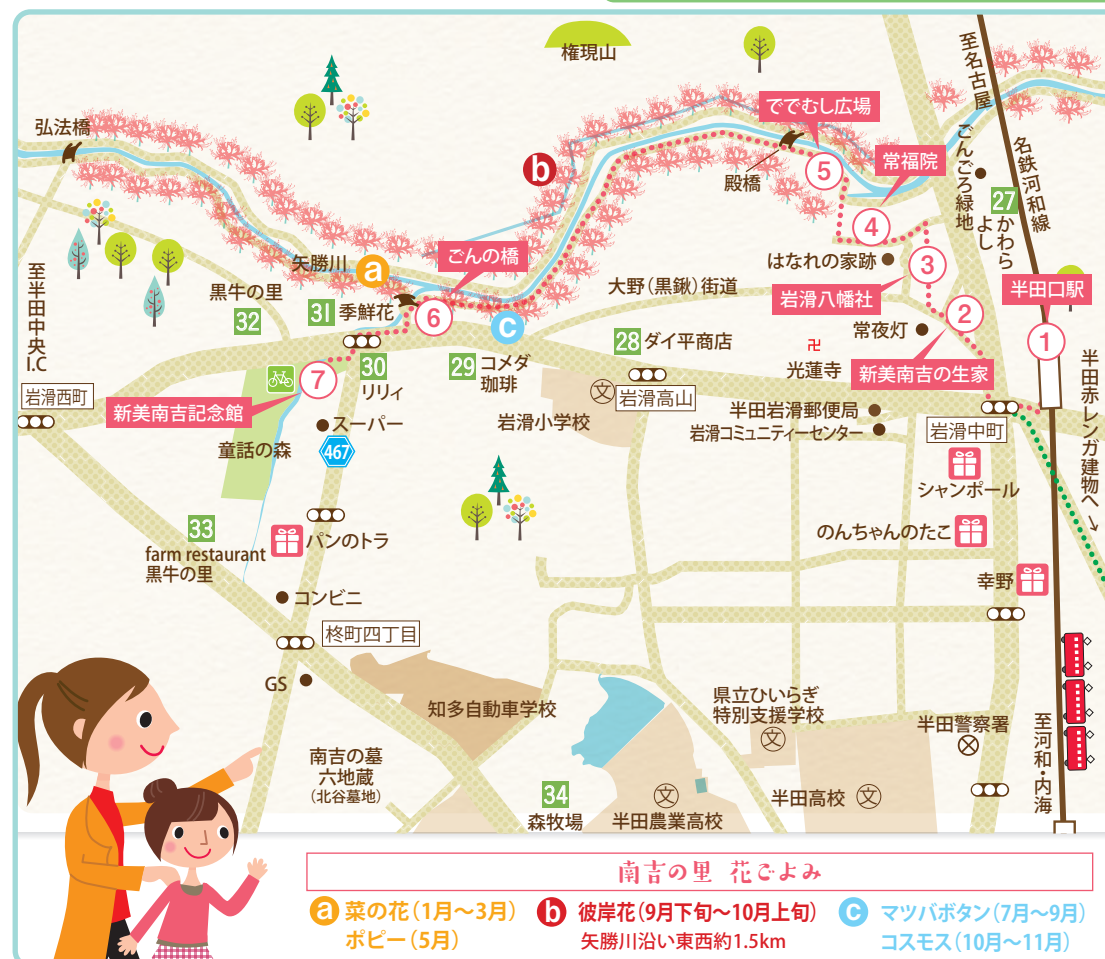 権現山
至名古屋
弘法橋
ででむし広場
b
殿橋
5
常福院
ごんごろ緑地
名鉄河和線
27
かわら
よし
4
矢勝川
a
ごんの橋
はなれの家跡
3
半田口駅
至半田中央I.C
黒牛の里
32
31
季鮮花
6
c
大野(黒鍬)街道
岩滑八幡社
常夜灯
2
1
28
ダイ平商店
卍
光蓮寺
新美南吉の生家
半田赤レンガ建物へ→
岩滑西町
7
30
リリィ
29
コメダ
珈琲
文
岩滑高山
新美南吉記念館
スーパー
岩滑小学校
半田岩滑郵便局
岩滑コミュニティーセンター
岩滑中町
童話の森
467
シャンポール
33
farm restaurant
黒牛の里
パンのトラ
のんちゃんのたこ
幸野
コンビニ
柊町四丁目
GS
知多自動車学校
県立ひいらぎ
特別支援学校
文
半田警察署
至河和・内海
南吉の墓
六地蔵
(北谷墓地)
34
森牧場
文
半田農業高校
半田高校
文
南吉の里 花ごよみ
a 菜の花(1月〜3月)
ポピー(5月)
b 彼岸花(9月下旬〜10月上旬)
矢勝川沿い東西約1.5km
c マツバボタン(7月〜9月)
コスモス(10月〜11月)